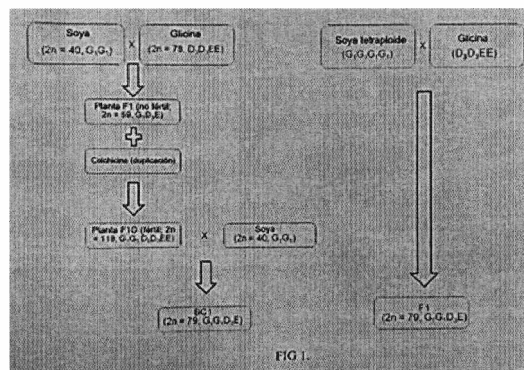 Soya X Glicina
(2n = 40, G₁G₁) (2n = 78, D₃D₃EE)
Planta F1 (no fértil;
2n = 59, G₁D₃E)
Colchicine (duplicación)
Planta F1D (fértil; 2n
= 118, G₁G₁D₃D₃EE)
X
Soya
(2n = 40, G₁G₁)
BC1
(2n = 79, G₁G₁D₃E)
Soya tetraploide X Glicina
(G₁G₁G₁G₁) (D₃D₃EE)
F1
(2n = 79, G₁G₁D₃E)
FIG 1.